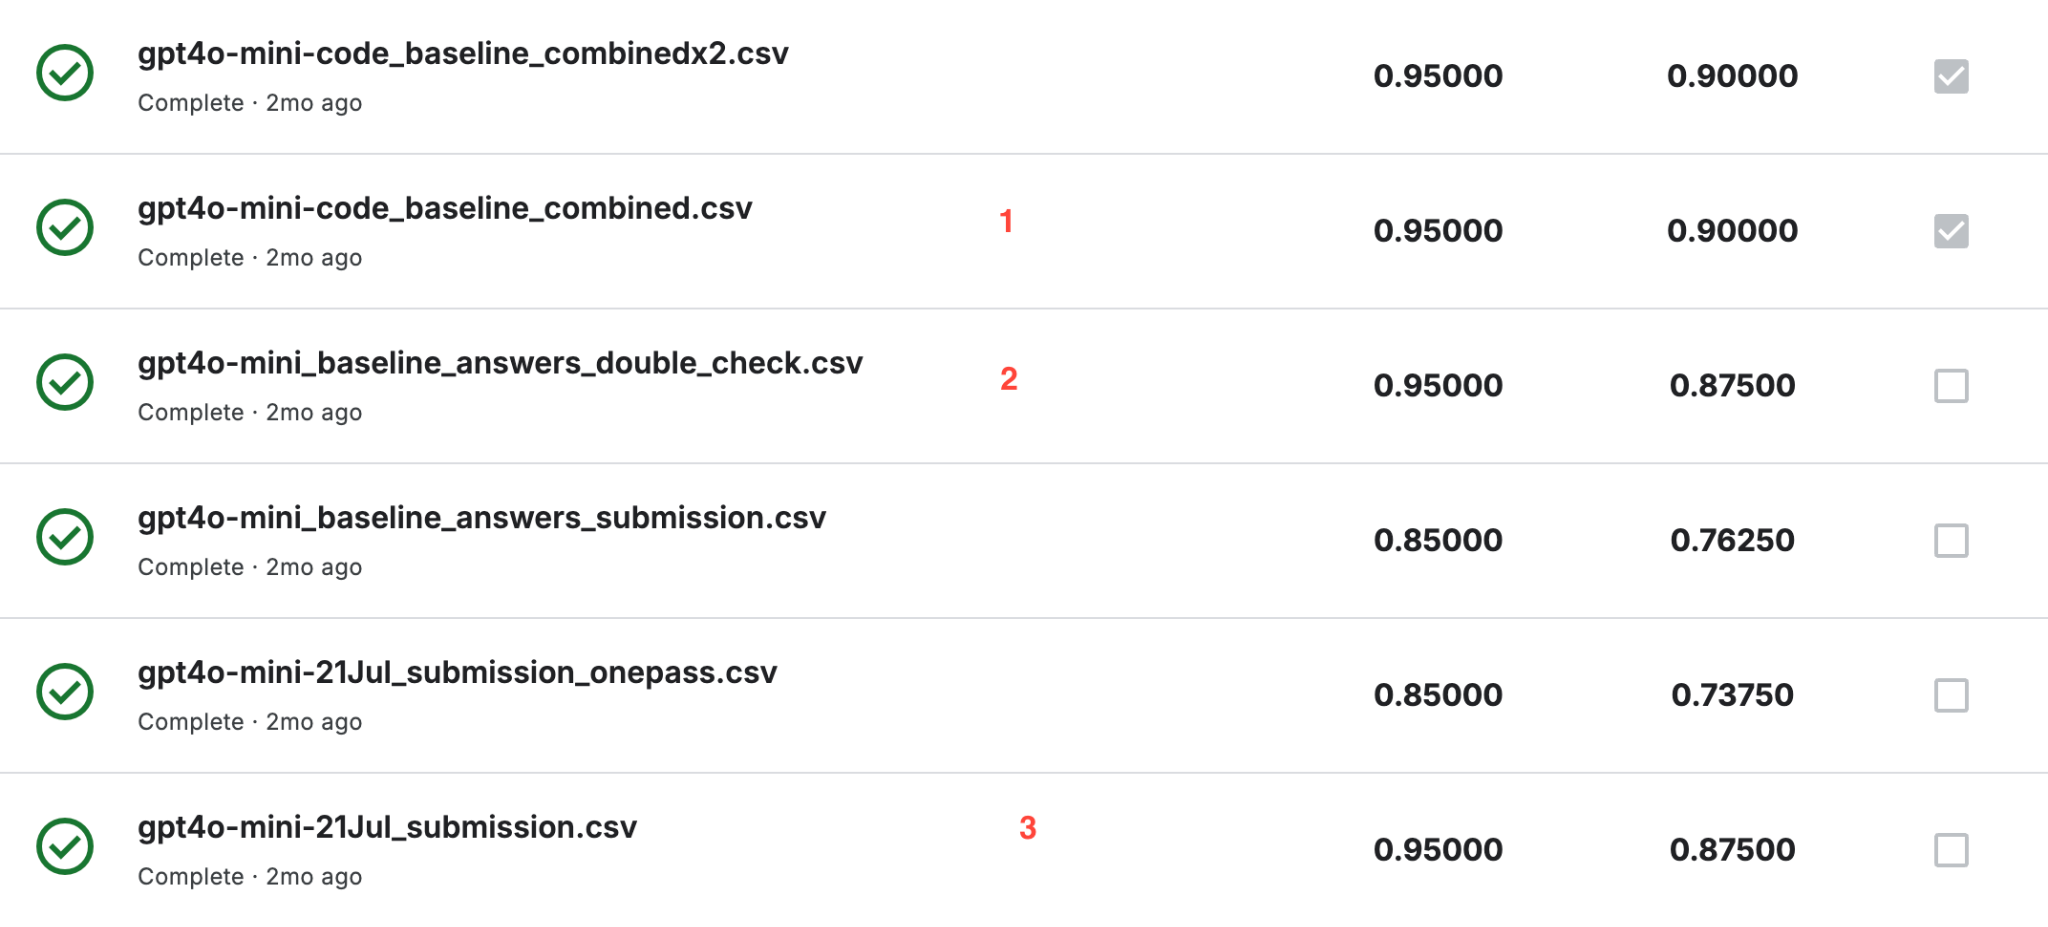 gpt4o-mini-code_baseline_combinedx2.csv
Complete · 2mo ago
0.95000
0.90000
gpt4o-mini-code_baseline_combined.csv
Complete · 2mo ago
1
0.95000
0.90000
gpt4o-mini_baseline_answers_double_check.csv
Complete · 2mo ago
2
0.95000
0.87500
gpt4o-mini_baseline_answers_submission.csv
Complete · 2mo ago
0.85000
0.76250
gpt4o-mini-21Jul_submission_onepass.csv
Complete · 2mo ago
0.85000
0.73750
gpt4o-mini-21Jul_submission.csv
Complete · 2mo ago
3
0.95000
0.87500